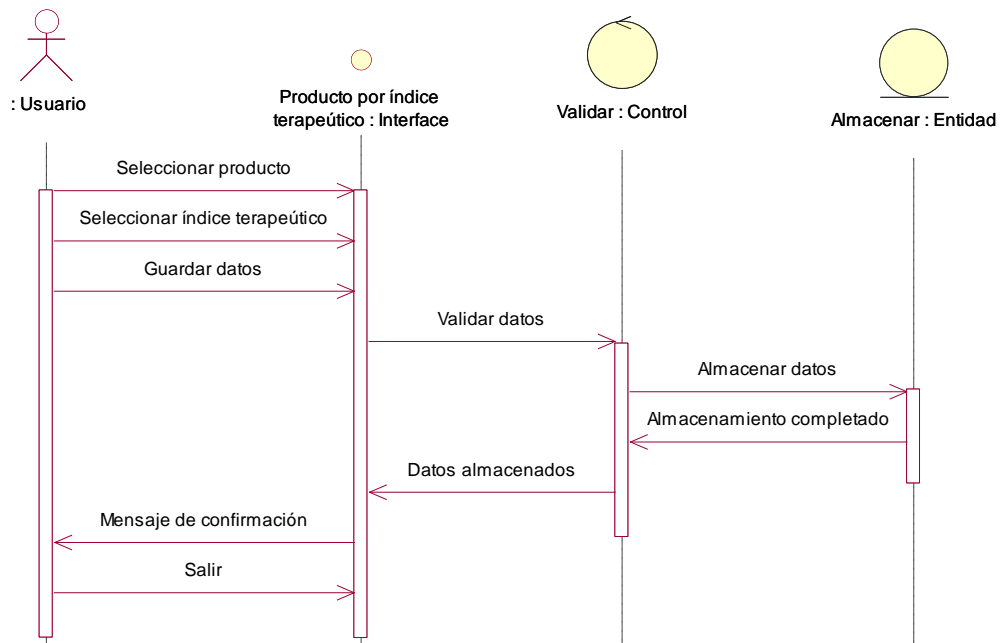 : Usuario
Producto por índice
terapeútico : Interface
Validar : Control
Almacenar : Entidad
Seleccionar producto
Seleccionar índice terapeútico
Guardar datos
Validar datos
Almacenar datos
Almacenamiento completado
Datos almacenados
Mensaje de confirmación
Salir